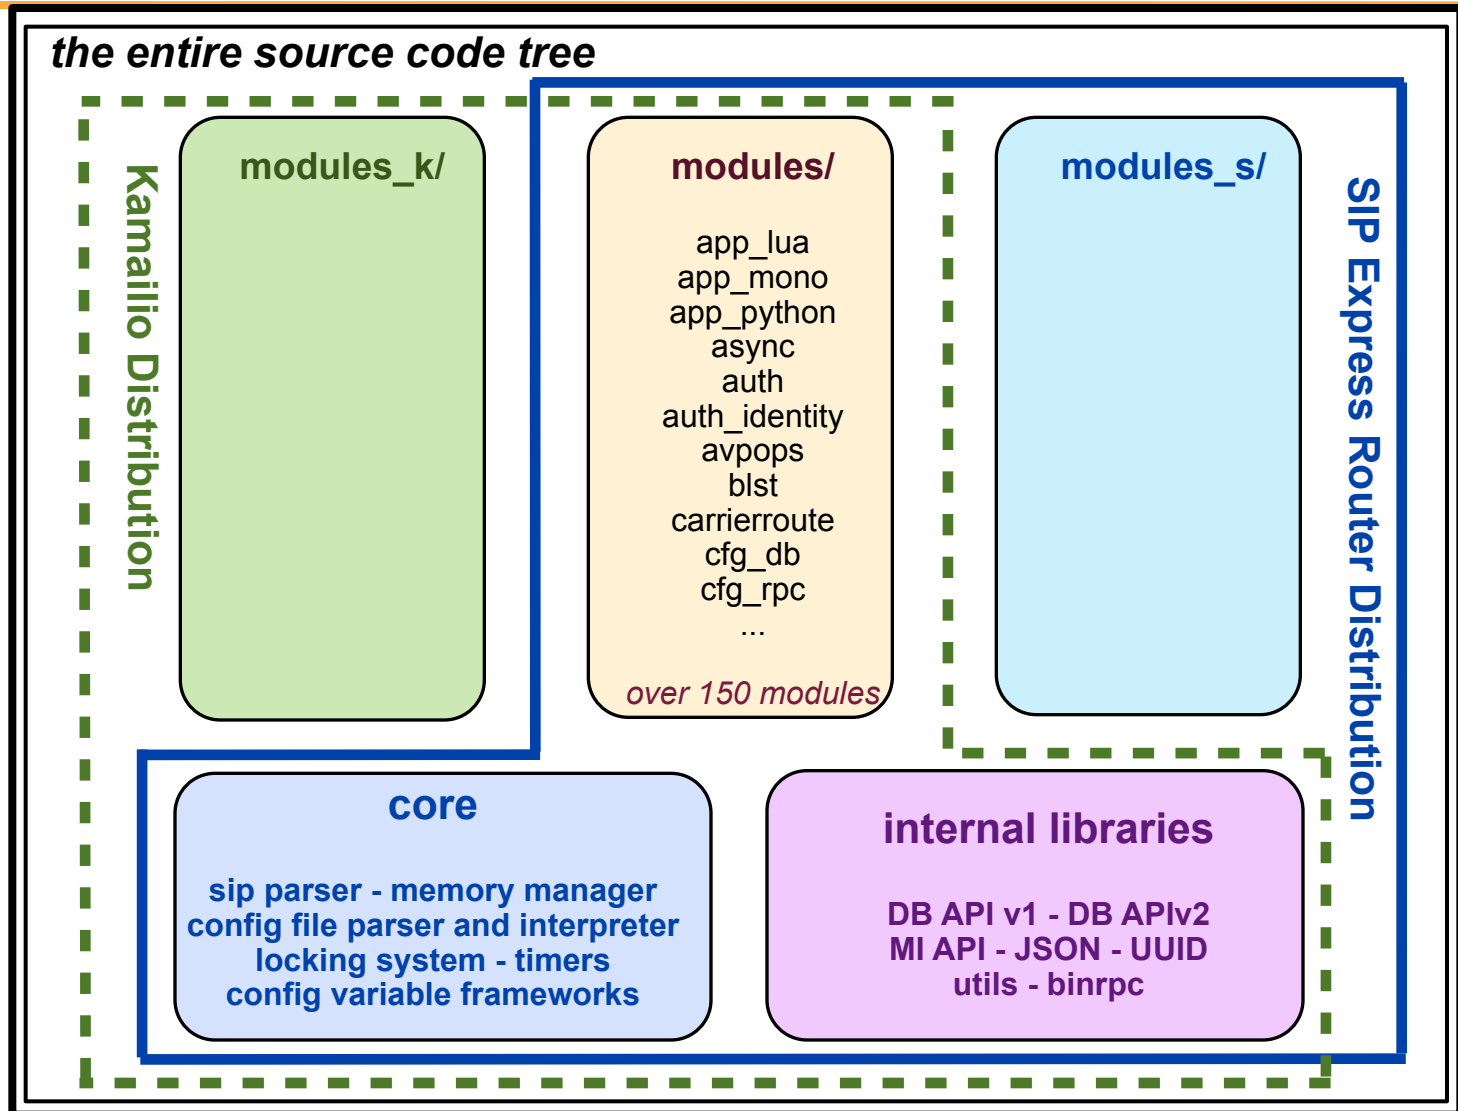 the entire source code tree
Kamailio Distribution
modules_k/
modules/
app_lua
app_mono
app_python
async
auth
auth_identity
avpops
blst
carrierroute
cfg_db
cfg_rpc
...
over 150 modules
modules_s/
SIP Express Router Distribution
core
sip parser - memory manager
config file parser and interpreter
locking system - timers
config variable frameworks
internal libraries
DB API v1 - DB APIv2
MI API - JSON - UUID
utils - binrpc